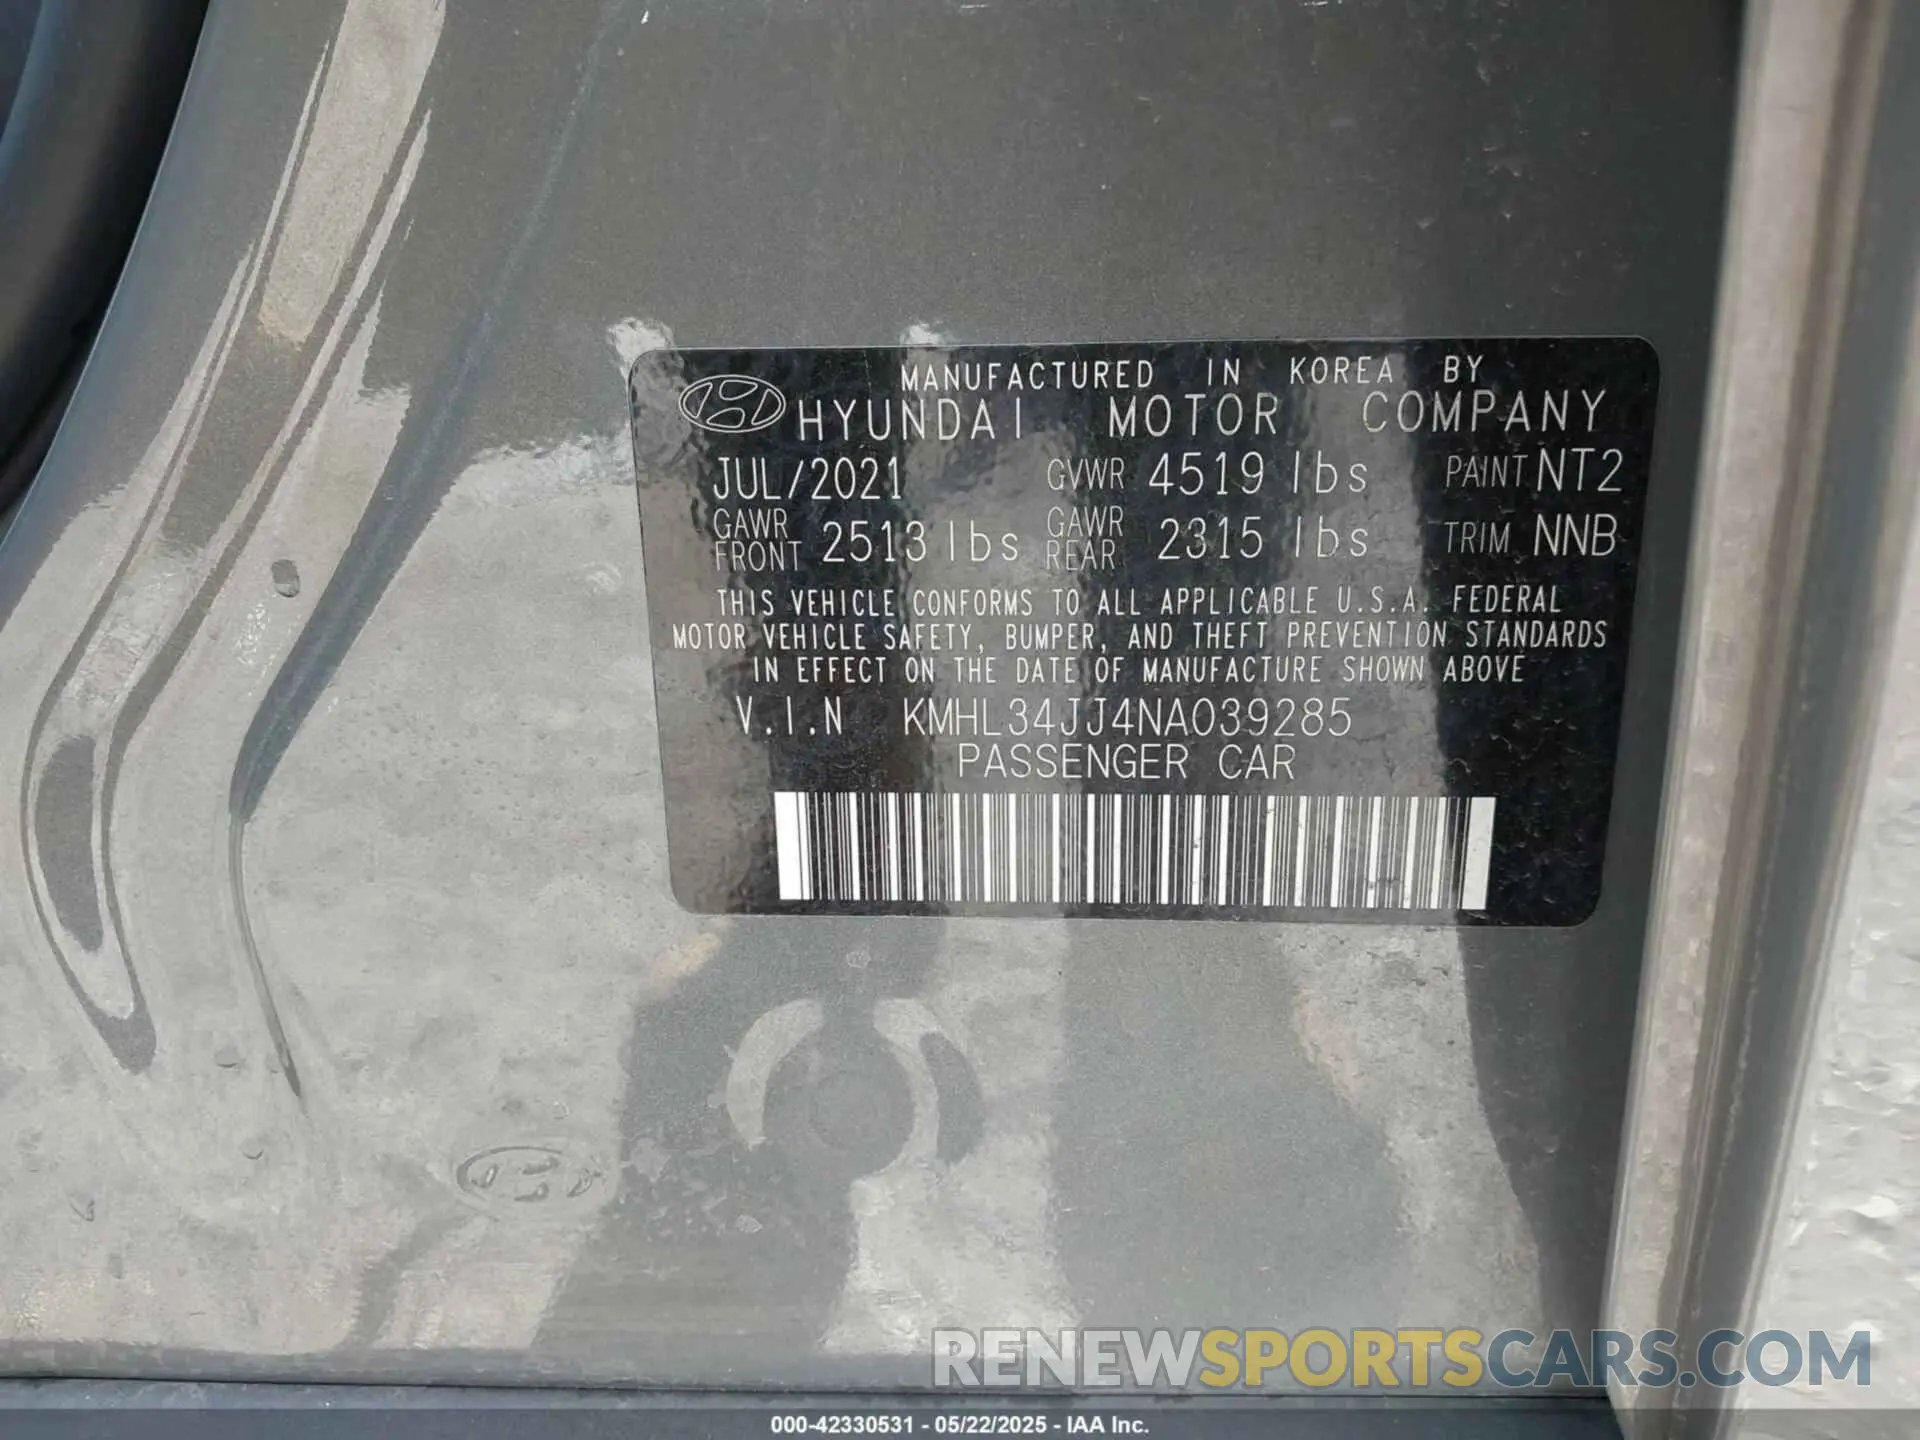 MANUFACTURED IN KOREA BY
HYUNDAI MOTOR COMPANY
JUL/2021 GVWR 4519 lbs PAINT NT2
GAWR FRONT 2513 lbs GAWR REAR 2315 lbs TRIM NNB
THIS VEHICLE CONFORMS TO ALL APPLICABLE U.S.A. FEDERAL
MOTOR VEHICLE SAFETY, BUMPER, AND THEFT PREVENTION STANDARDS
IN EFFECT ON THE DATE OF MANUFACTURE SHOWN ABOVE
V.I.N KMHL34JJ4NA039285
PASSENGER CAR
RENEWSPORTSCARS.COM
000-42330531 - 05/22/2025 - IAA Inc.